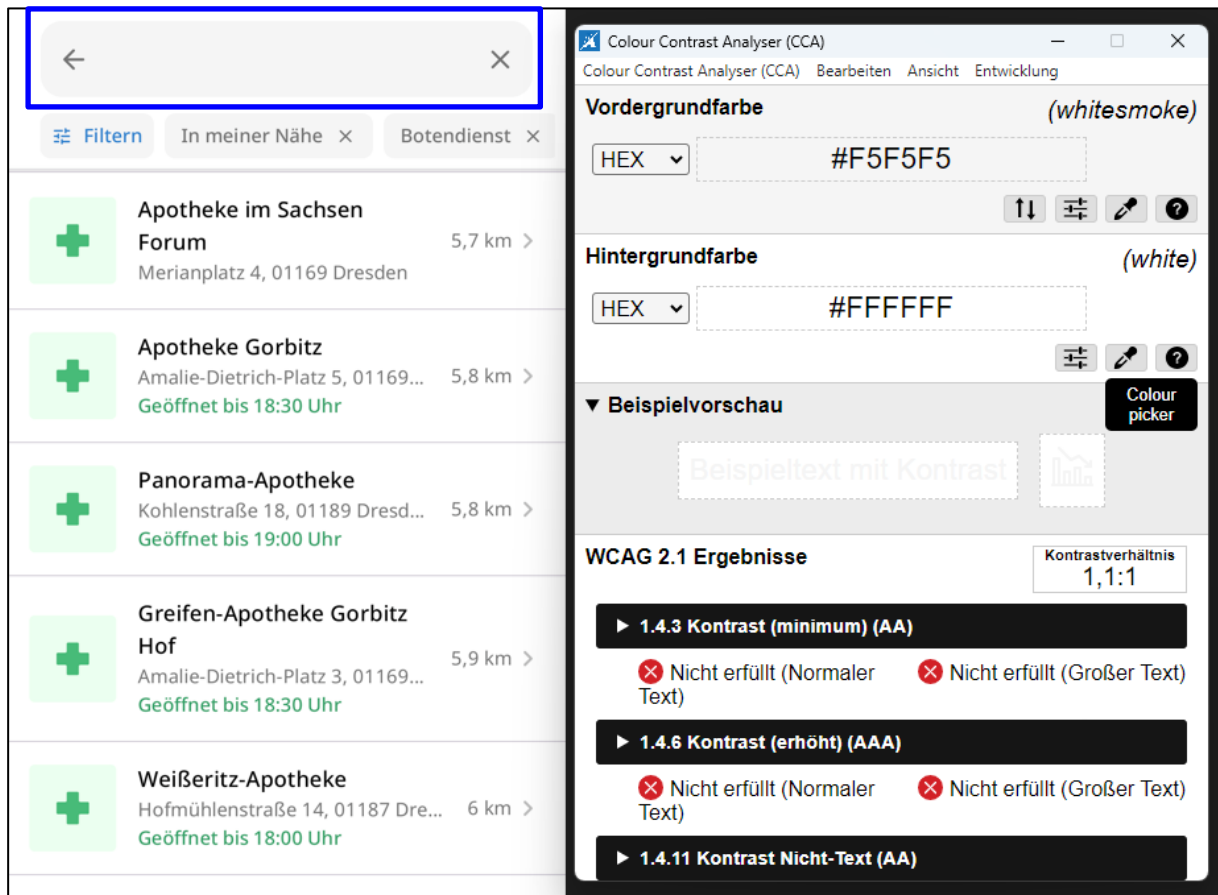 Filtern
In meiner Nähe
Botendienst
Apotheke im Sachsen
Forum
5,7 km
Merianplatz 4, 01169 Dresden
Apotheke Gorbitz
Amalie-Dietrich-Platz 5, 01169...
5,8 km
Geöffnet bis 18:30 Uhr
Panorama-Apotheke
Kohlenstraße 18, 01189 Dresd...
5,8 km
Geöffnet bis 19:00 Uhr
Greifen-Apotheke Gorbitz
Hof
5,9 km
Amalie-Dietrich-Platz 3, 01169...
Geöffnet bis 18:30 Uhr
Weißeritz-Apotheke
Hofmühlenstraße 14, 01187 Dre...
6 km
Geöffnet bis 18:00 Uhr
Colour Contrast Analyser (CCA)
Colour Contrast Analyser (CCA) Bearbeiten Ansicht Entwicklung
Vordergrundfarbe
(whitesmoke)
HEX
#F5F5F5
Hintergrundfarbe
(white)
HEX
#FFFFFF
Colour
picker
Beispielvorschau
Beispieltext mit Kontrast
WCAG 2.1 Ergebnisse
Kontrastverhältnis
1,1:1
1.4.3 Kontrast (minimum) (AA)
Nicht erfüllt (Normaler
Text)
Nicht erfüllt (Großer Text)
1.4.6 Kontrast (erhöht) (AAA)
Nicht erfüllt (Normaler
Text)
Nicht erfüllt (Großer Text)
1.4.11 Kontrast Nicht-Text (AA)